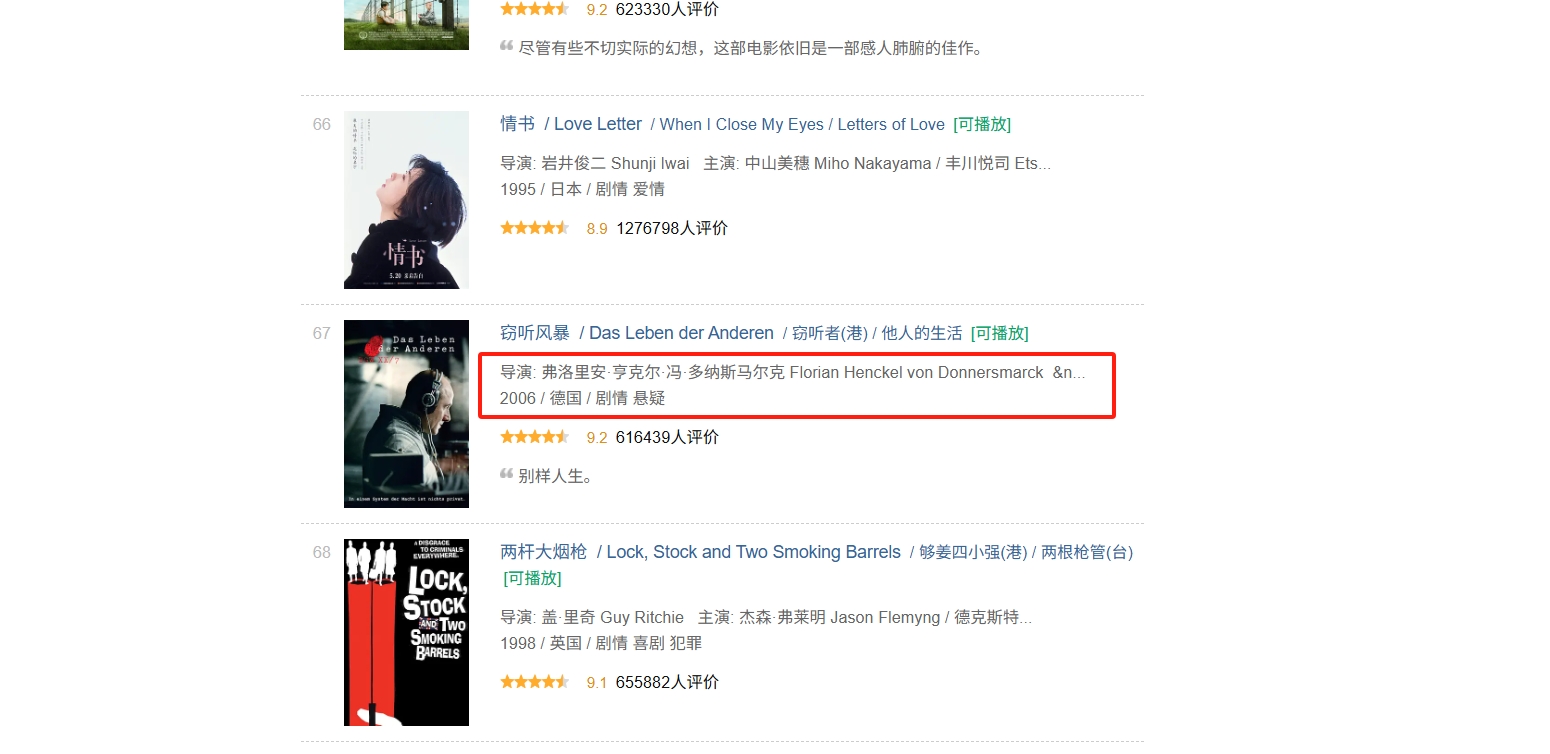 9.2 623330人评价
尽管有些不切实际的幻想，这部电影依旧是一部感人肺腑的佳作。
66
情书 / Love Letter / When I Close My Eyes / Letters of Love [可播放]
导演: 岩井俊二 Shunji Iwai 主演: 中山美穗 Miho Nakayama / 丰川悦司 Ets...
1995 / 日本 / 剧情 爱情
8.9 1276798人评价
情书
67
窃听风暴 / Das Leben der Anderen / 窃听者(港) / 他人的生活 [可播放]
Das Leben
der Anderen
导演: 弗洛里安·亨克尔·冯·多纳斯马尔克 Florian Henckel von Donnersmarck &n...
2006 / 德国 / 剧情 悬疑
9.2 616439人评价
别样人生。
In einem System der Macht ist nichts privat.
68
两杆大烟枪 / Lock, Stock and Two Smoking Barrels / 够姜四小强(港) / 两根枪管(台)
[可播放]
A DISGRACE
TO CRIMINALS
EVERYWHERE.
LOCK,
STOCK
AND TWO
SMOKING
BARRELS
导演: 盖·里奇 Guy Ritchie 主演: 杰森·弗莱明 Jason Flemyng / 德克斯特...
1998 / 英国 / 剧情 喜剧 犯罪
9.1 655882人评价